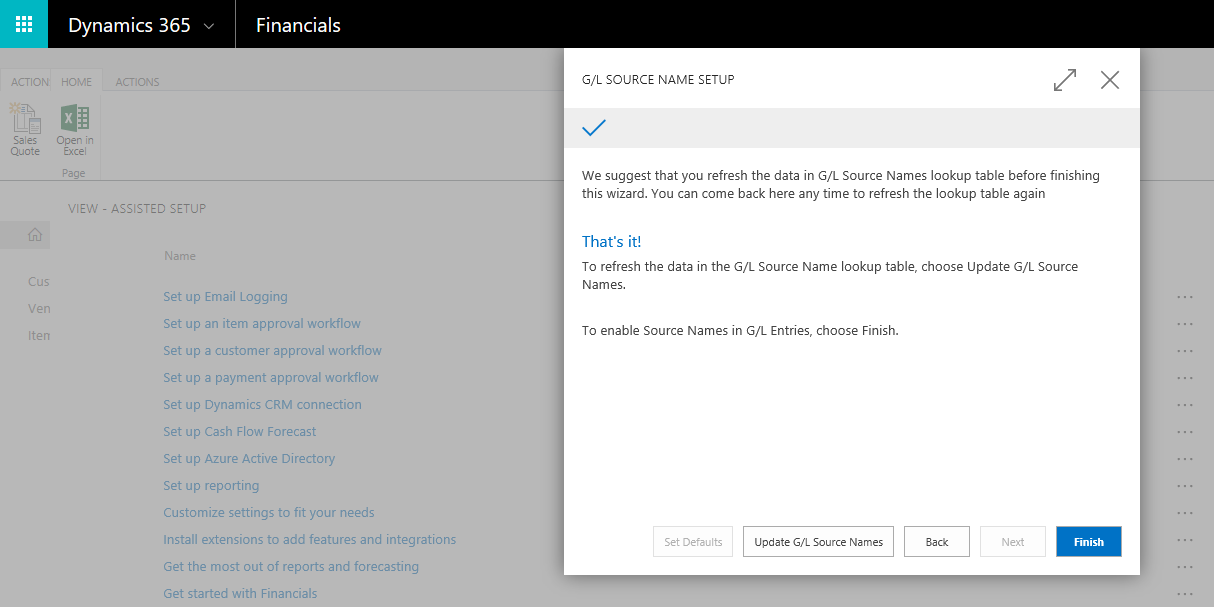 Dynamics 365
Financials
ACTION
HOME
ACTIONS
Sales
Quote
Open in
Excel
Page
VIEW - ASSISTED SETUP
Name
Cus
Ven
Iten
Set up Email Logging
Set up an item approval workflow
Set up a customer approval workflow
Set up a payment approval workflow
Set up Dynamics CRM connection
Set up Cash Flow Forecast
Set up Azure Active Directory
Set up reporting
Customize settings to fit your needs
Install extensions to add features and integrations
Get the most out of reports and forecasting
Get started with Financials
G/L SOURCE NAME SETUP
We suggest that you refresh the data in G/L Source Names lookup table before finishing
this wizard. You can come back here any time to refresh the lookup table again
That's it!
To refresh the data in the G/L Source Name lookup table, choose Update G/L Source
Names.
To enable Source Names in G/L Entries, choose Finish.
Set Defaults
Update G/L Source Names
Back
Next
Finish